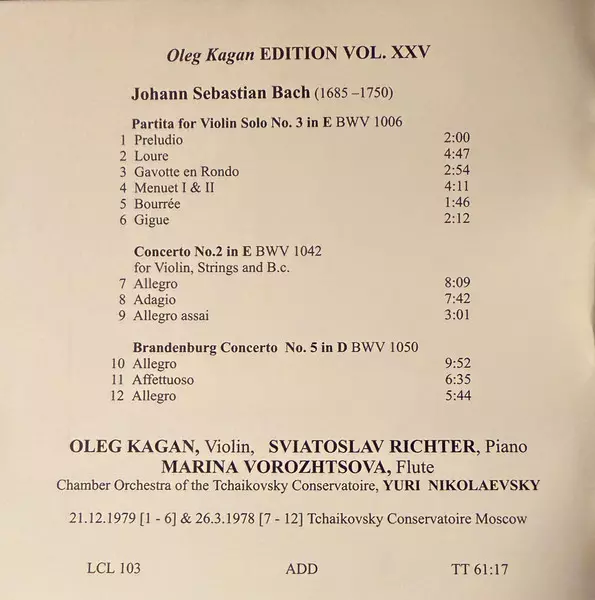 Oleg Kagan EDITION VOL. XXV
Johann Sebastian Bach (1685 –1750)
Partita for Violin Solo No. 3 in E BWV 1006
1 Preludio 2:00
2 Loure 4:47
3 Gavotte en Rondo 2:54
4 Menuet I & II 4:11
5 Bourrée 1:46
6 Gigue 2:12
Concerto No.2 in E BWV 1042
for Violin, Strings and B.c.
7 Allegro 8:09
8 Adagio 7:42
9 Allegro assai 3:01
Brandenburg Concerto No. 5 in D BWV 1050
10 Allegro 9:52
11 Affettuoso 6:35
12 Allegro 5:44
OLEG KAGAN, Violin, SVIATOSLAV RICHTER, Piano
MARINA VOROZHTSOVA, Flute
Chamber Orchestra of the Tchaikovsky Conservatoire, YURI NIKOLAEVSKY
21.12.1979 [1 - 6] & 26.3.1978 [7 - 12] Tchaikovsky Conservatoire Moscow
LCL 103 ADD TT 61:17